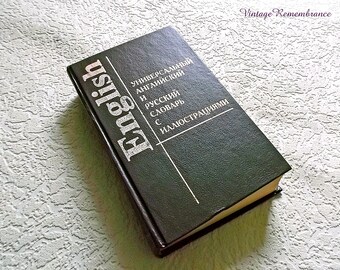 Vintage Remembrance
English
УНИВЕРСАЛЬНЫЙ
АНГЛИЙСКИЙ
И
РУССКИЙ
СЛОВАРЬ
С
ИЛЛЮСТРАЦИЯМИ